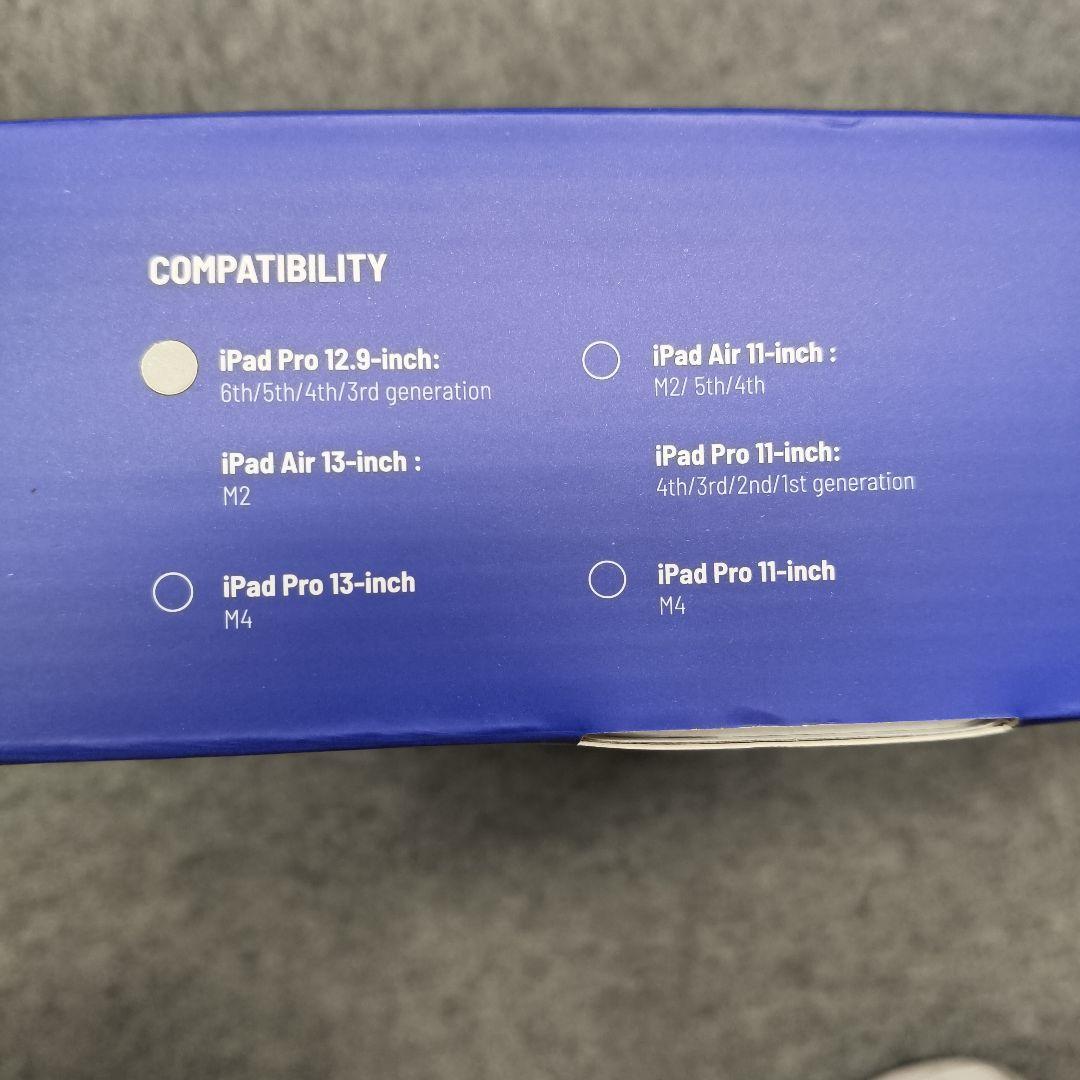 COMPATIBILITY
iPad Pro 12.9-inch:
6th/5th/4th/3rd generation
iPad Air 13-inch :
M2
iPad Pro 13-inch
M4
iPad Air 11-inch :
M2/ 5th/4th
iPad Pro 11-inch:
4th/3rd/2nd/1st generation
iPad Pro 11-inch
M4